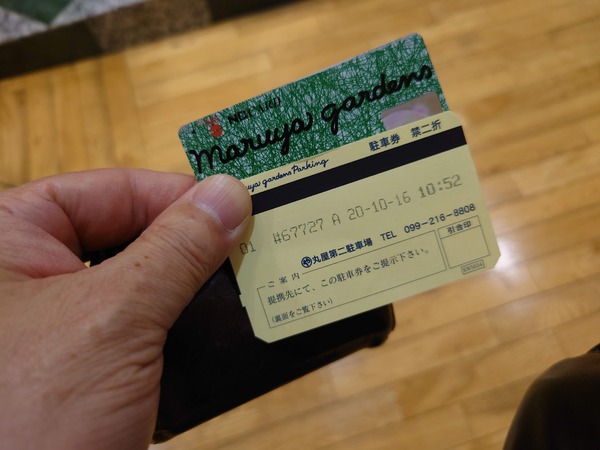 Maruya gardens
Maruya gardens Parking
駐車券 禁二折
01 #67727 A 20-10-16 10:52
や丸屋第二駐車場 TEL 099-216-8808
ご案内
引金印
提携先にて、この駐車券をご提示下さい。
(裏面をご覧下さい)